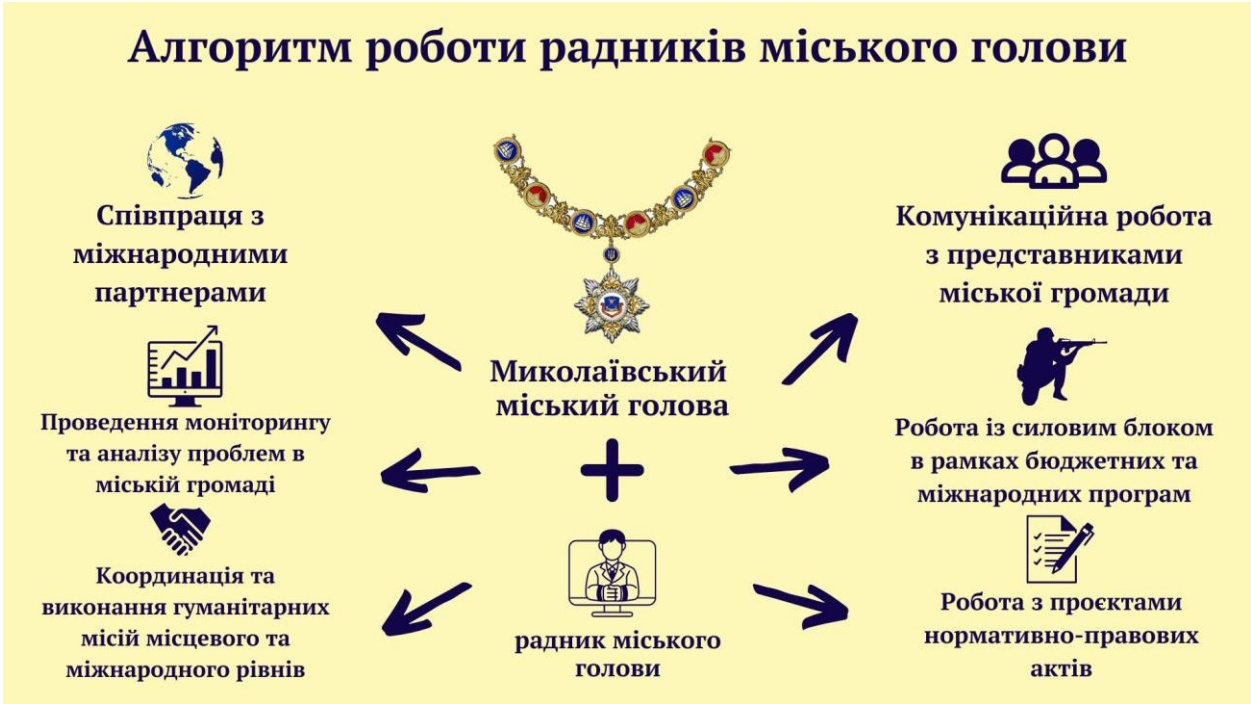 Алгоритм роботи радників міського голови
Співпраця з
міжнародними
партнерами
Проведення моніторингу
та аналізу проблем в
міській громаді
Координація та
виконання гуманітарних
місій місцевого та
міжнародного рівнів
Миколаївський
міський голова
радник міського
голови
Комунікаційна робота
з представниками
міської громади
Робота із силовим блоком
в рамках бюджетних та
міжнародних програм
Робота з проєктами
нормативно-правових
актів